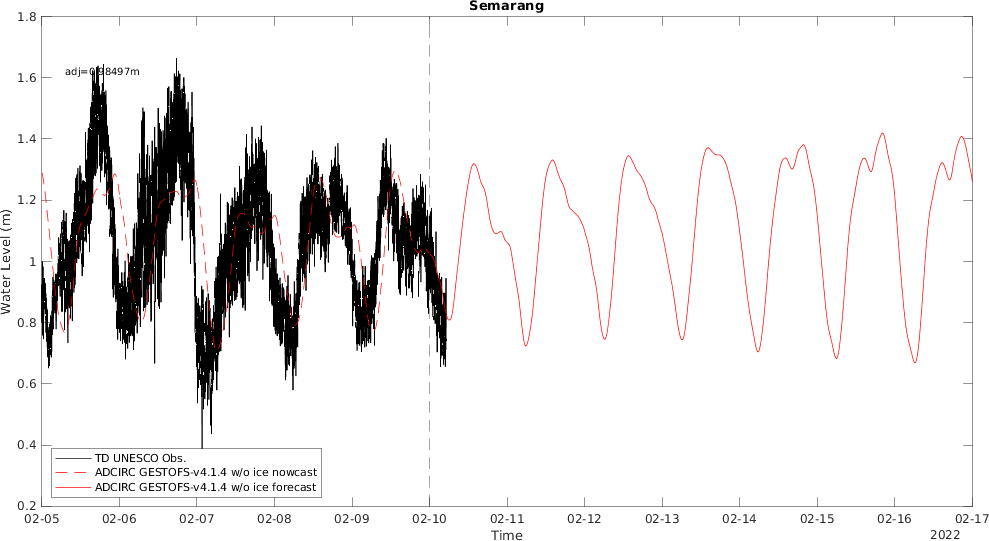 Semarang
1.8
1.6
1.4
1.2
1
0.8
0.6
0.4
0.2
Water Level (m)
adj=0.98497m
TD UNESCO Obs.
ADCIRC GESTOFS-v4.1.4 w/o ice nowcast
ADCIRC GESTOFS-v4.1.4 w/o ice forecast
02-05 02-06 02-07 02-08 02-09 02-10 02-11 02-12 02-13 02-14 02-15 02-16 02-17
Time
2022